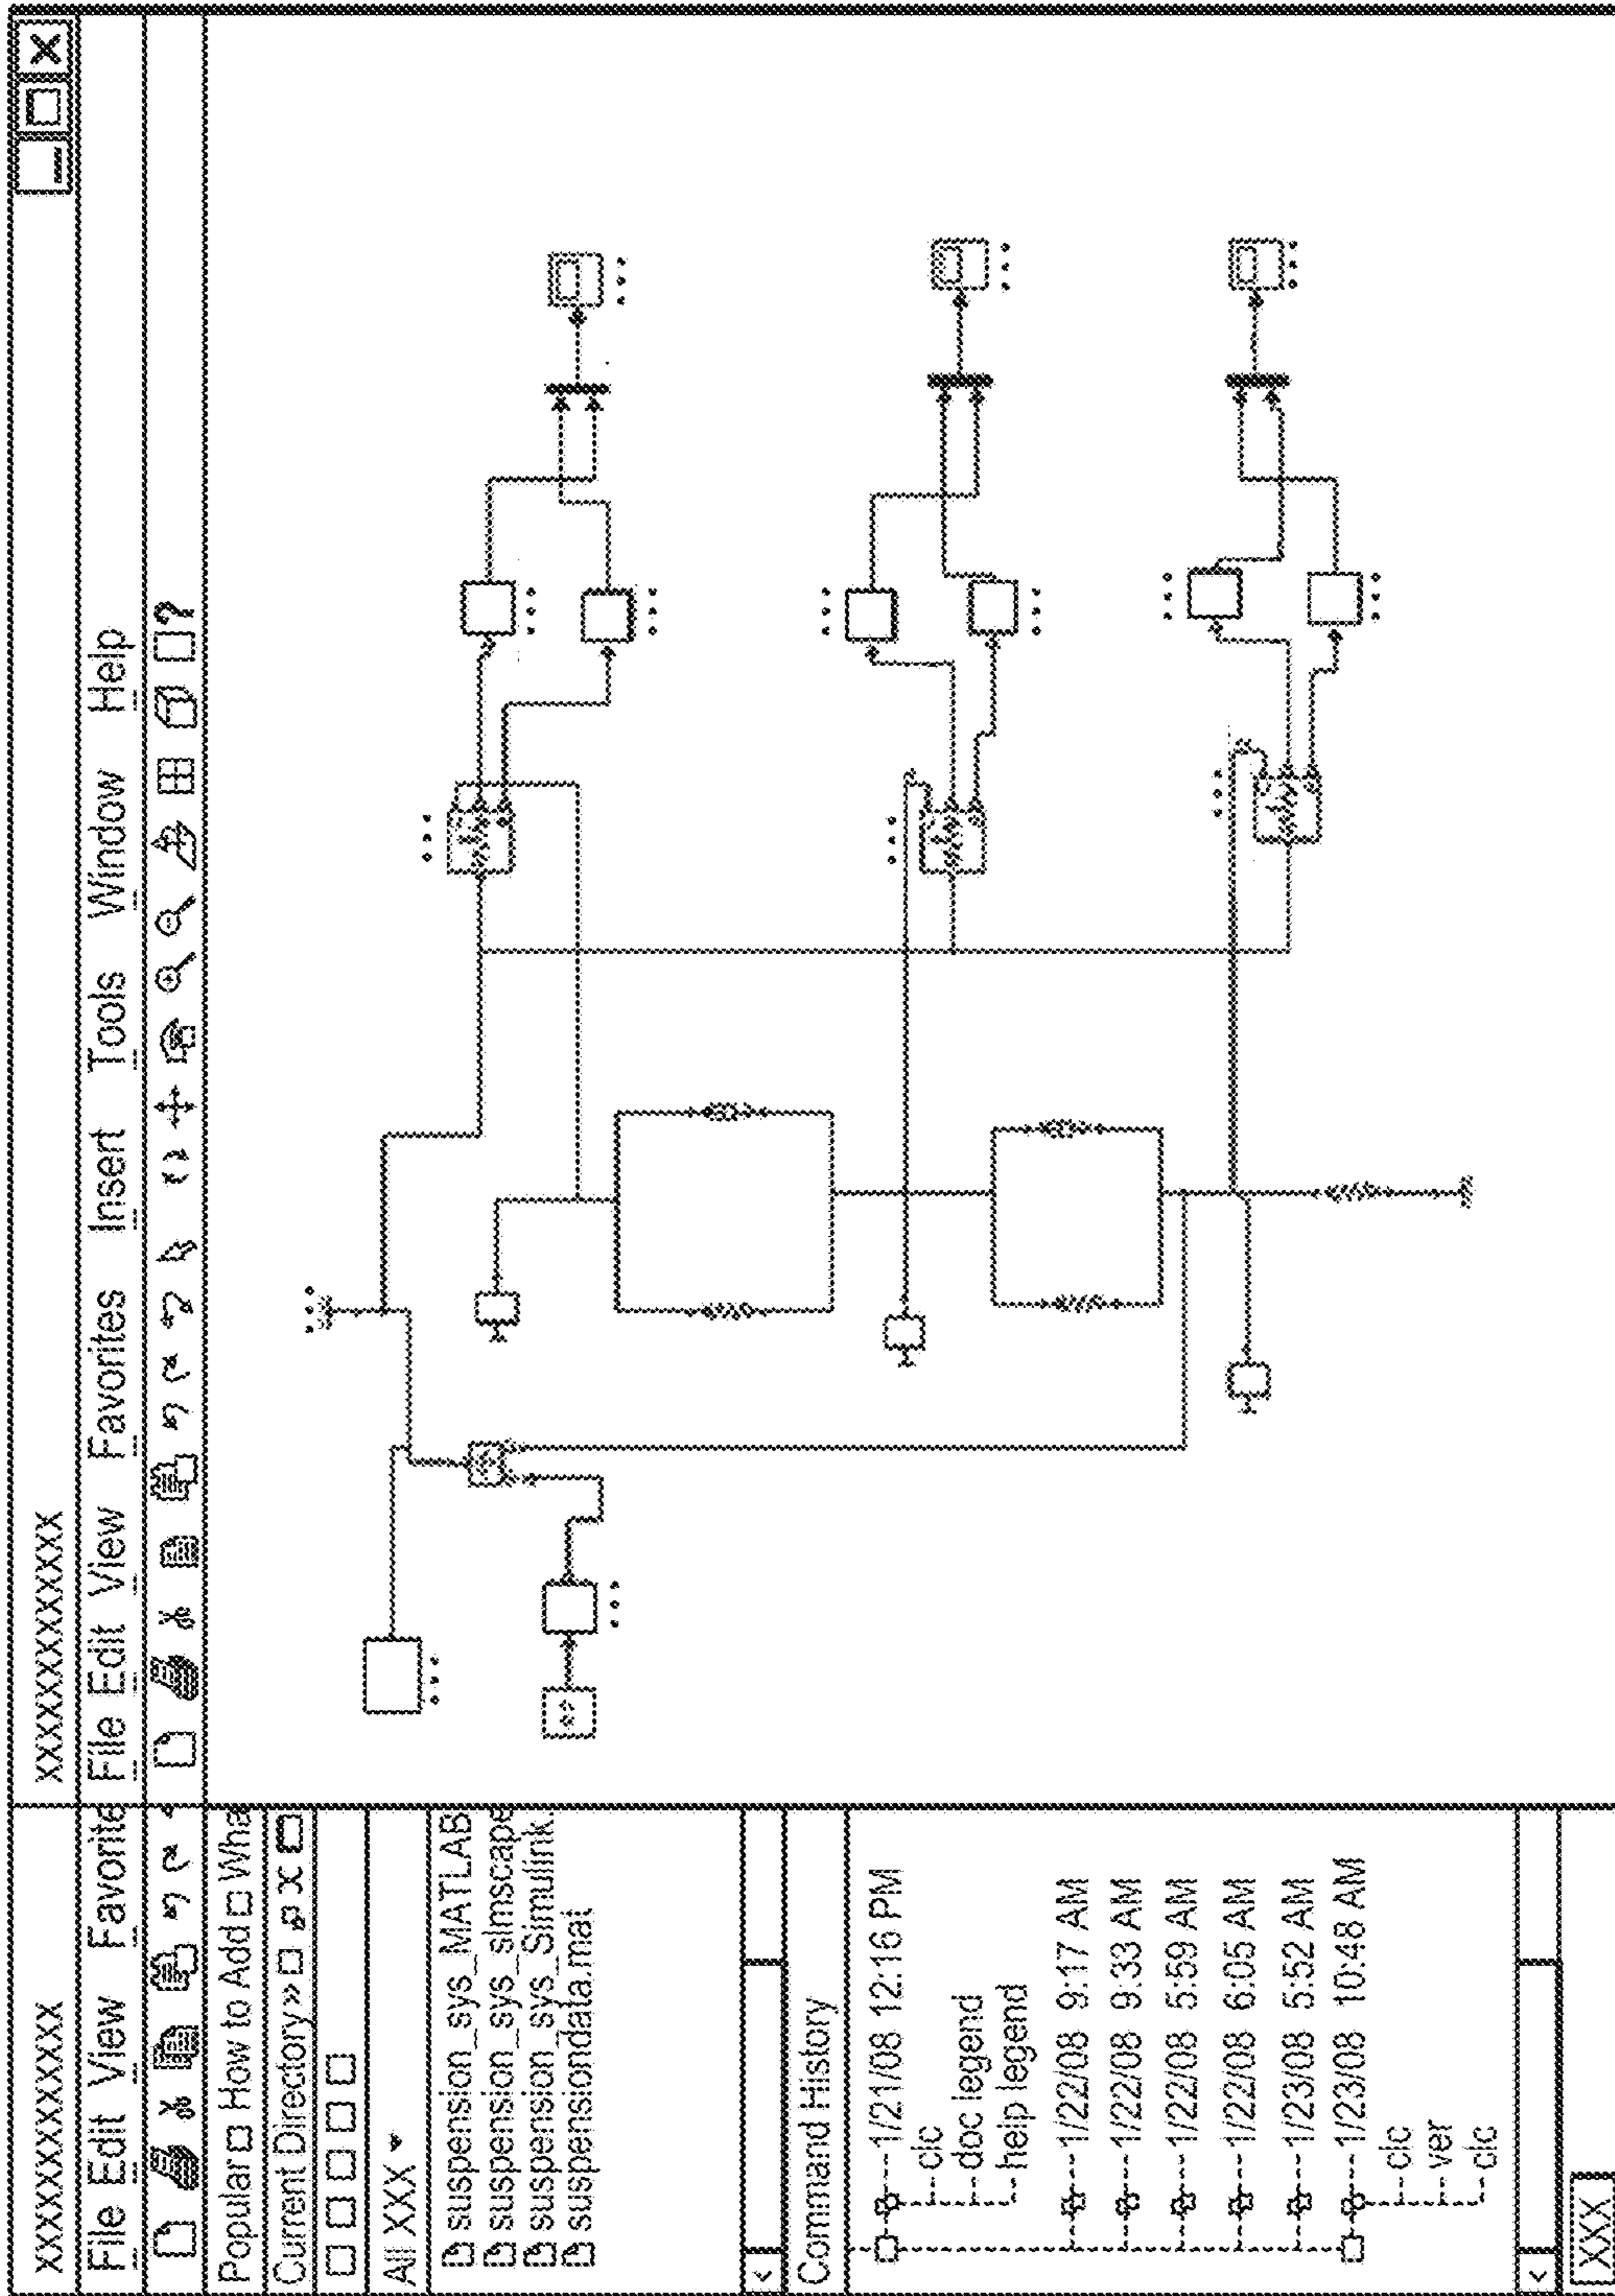 XXXXXXXXXXX
File Edit View Favorite
Popular How to Add Wha
Current Directory »
All XXX
suspension_sys_MATLAB
suspension_sys_simscape
suspension_sys_Simulink.
suspensiondata.mat
Command History
1/21/08 12:16 PM
clc
doc legend
help legend
1/22/08 9:17 AM
1/22/08 9:33 AM
1/22/08 5:59 AM
1/22/08 6:05 AM
1/23/08 5:52 AM
1/23/08 10:48 AM
clc
ver
clc
XXX
XXXXXXXXXXX
File Edit View Favorites Insert Tools Window Help